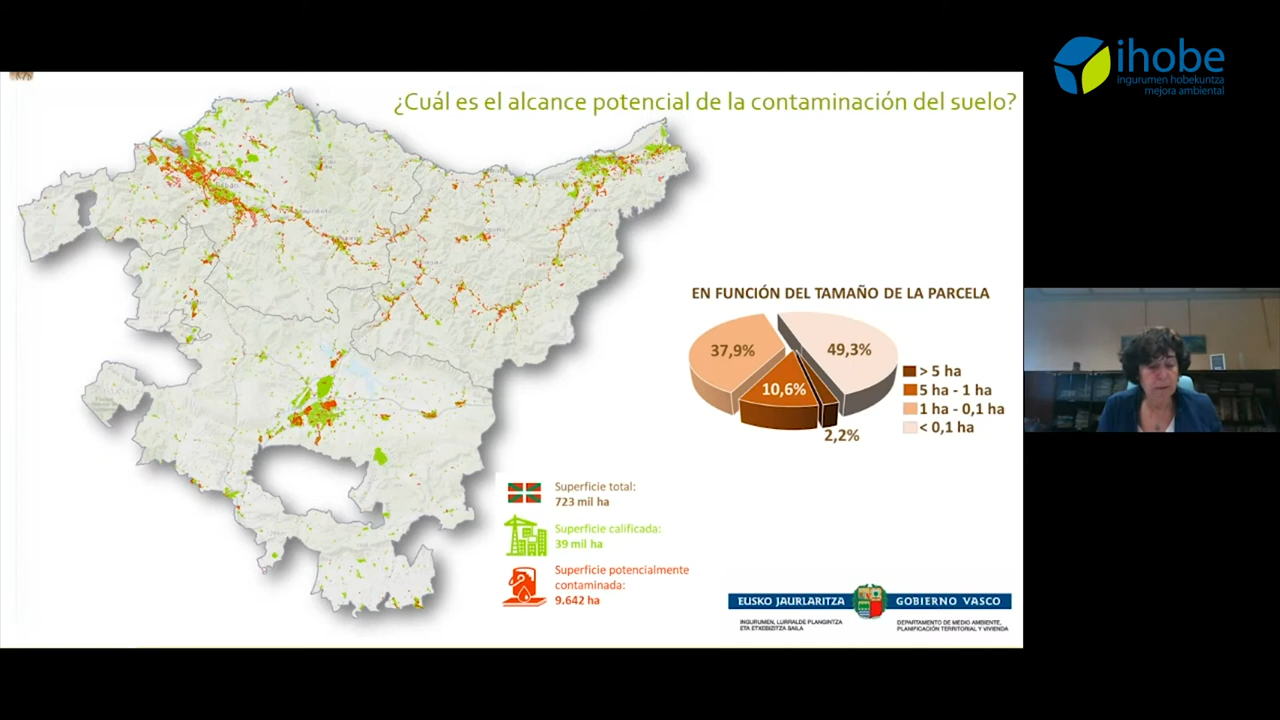 ihobe
ingurumen hobekuntza
mejora ambiental
¿Cuál es el alcance potencial de la contaminación del suelo?
EN FUNCIÓN DEL TAMAÑO DE LA PARCELA
37,9%
49,3%
10,6%
2,2%
> 5 ha
5 ha - 1 ha
1 ha - 0,1 ha
< 0,1 ha
Superficie total:
723 mil ha
Superficie calificada:
39 mil ha
Superficie potencialmente
contaminada:
9.642 ha
EUSKO JAURLARITZA
GOBIERNO VASCO
INGURUMEN, LURRALDE PLANGINTZA
ETA ETXEBIZITZA SAILA
DEPARTAMENTO DE MEDIO AMBIENTE,
PLANIFICACIÓN TERRITORIAL Y VIVIENDA